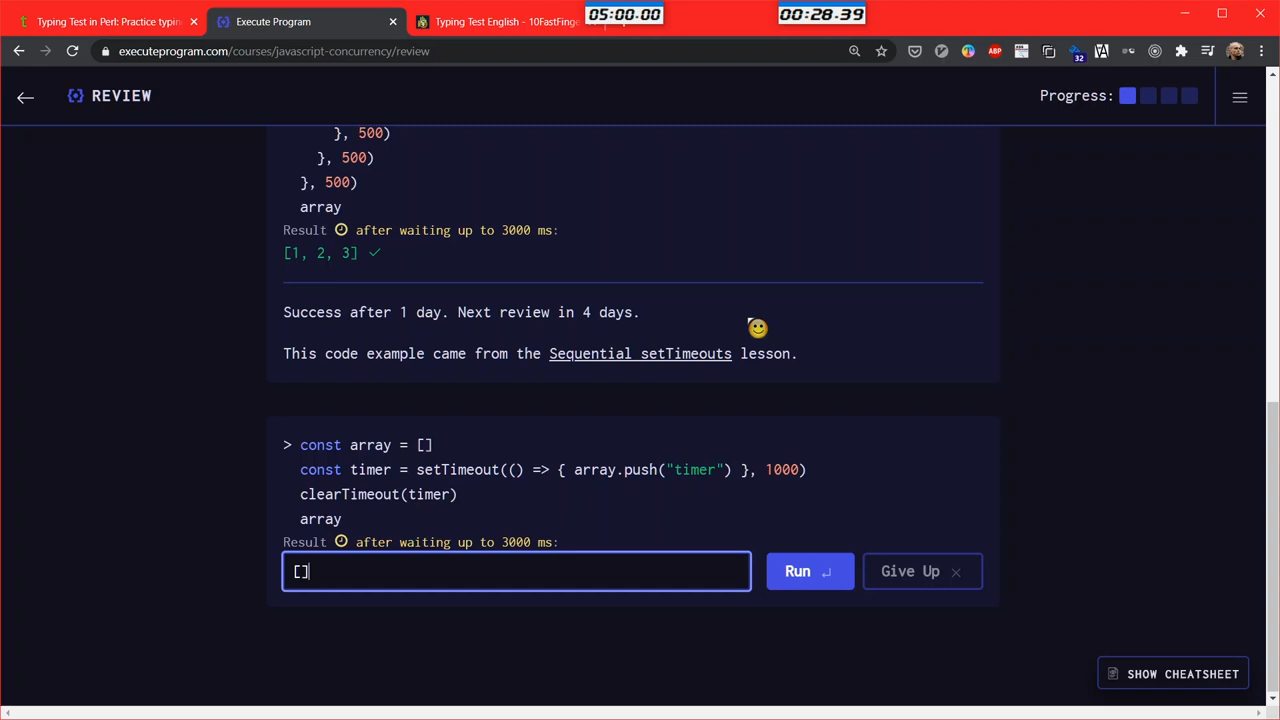 05:00.00
00:28.39
Typing Test in Perl: Practice typin
Execute Program
Typing Test English - 10FastFinge
executeprogram.com/courses/javascript-concurrency/review
ABP
32
REVIEW
Progress:
}, 500)
}, 500)
}, 500)
array
Result after waiting up to 3000 ms:
[1, 2, 3]
Success after 1 day. Next review in 4 days.
This code example came from the Sequential setTimeouts lesson.
> const array = []
const timer = setTimeout(() => { array.push("timer") }, 1000)
clearTimeout(timer)
array
Result after waiting up to 3000 ms:
[]
Run
Give Up
SHOW CHEATSHEET